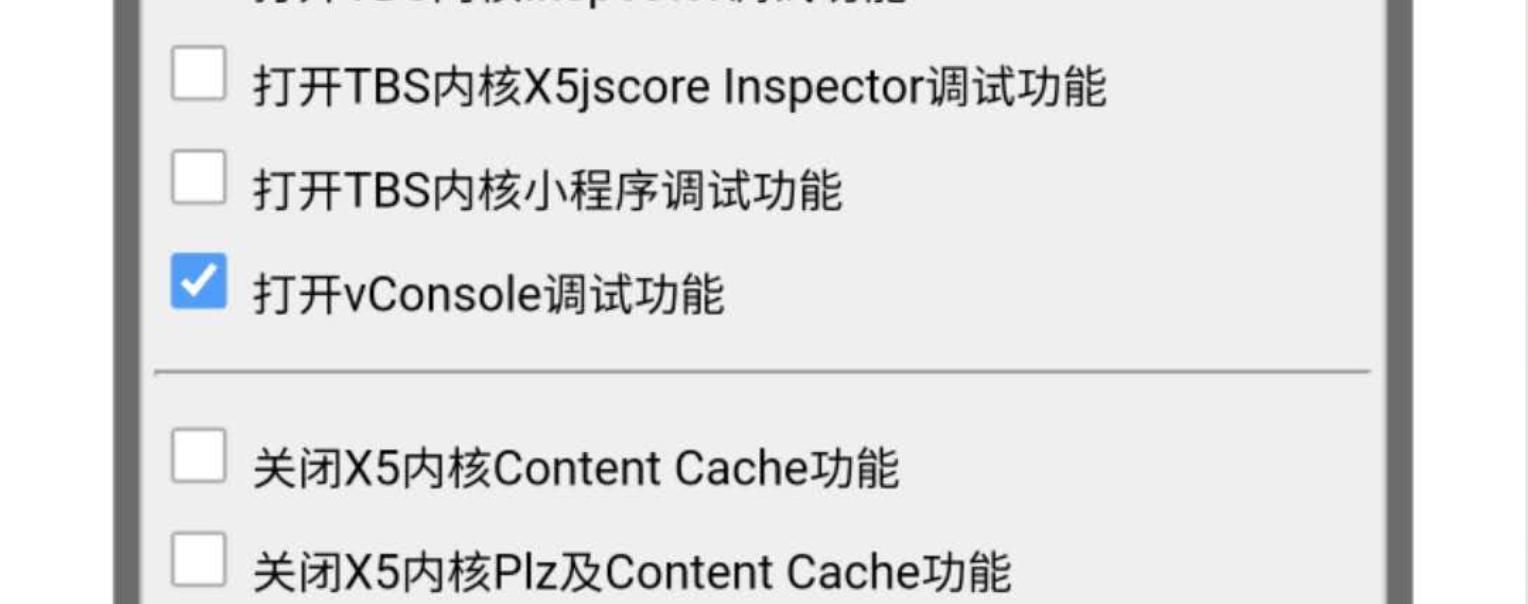 打开TBS内核X5jscore Inspector调试功能
打开TBS内核小程序调试功能
打开vConsole调试功能
关闭X5内核Content Cache功能
关闭X5内核Plz及Content Cache功能